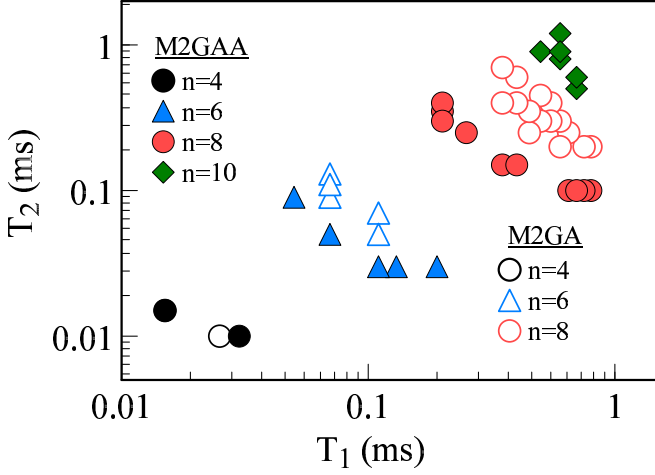 M2GAA
n=4
n=6
n=8
n=10
M2GA
n=4
n=6
n=8
1
0.1
0.01
T2 (ms)
0.01
0.1
1
T1 (ms)